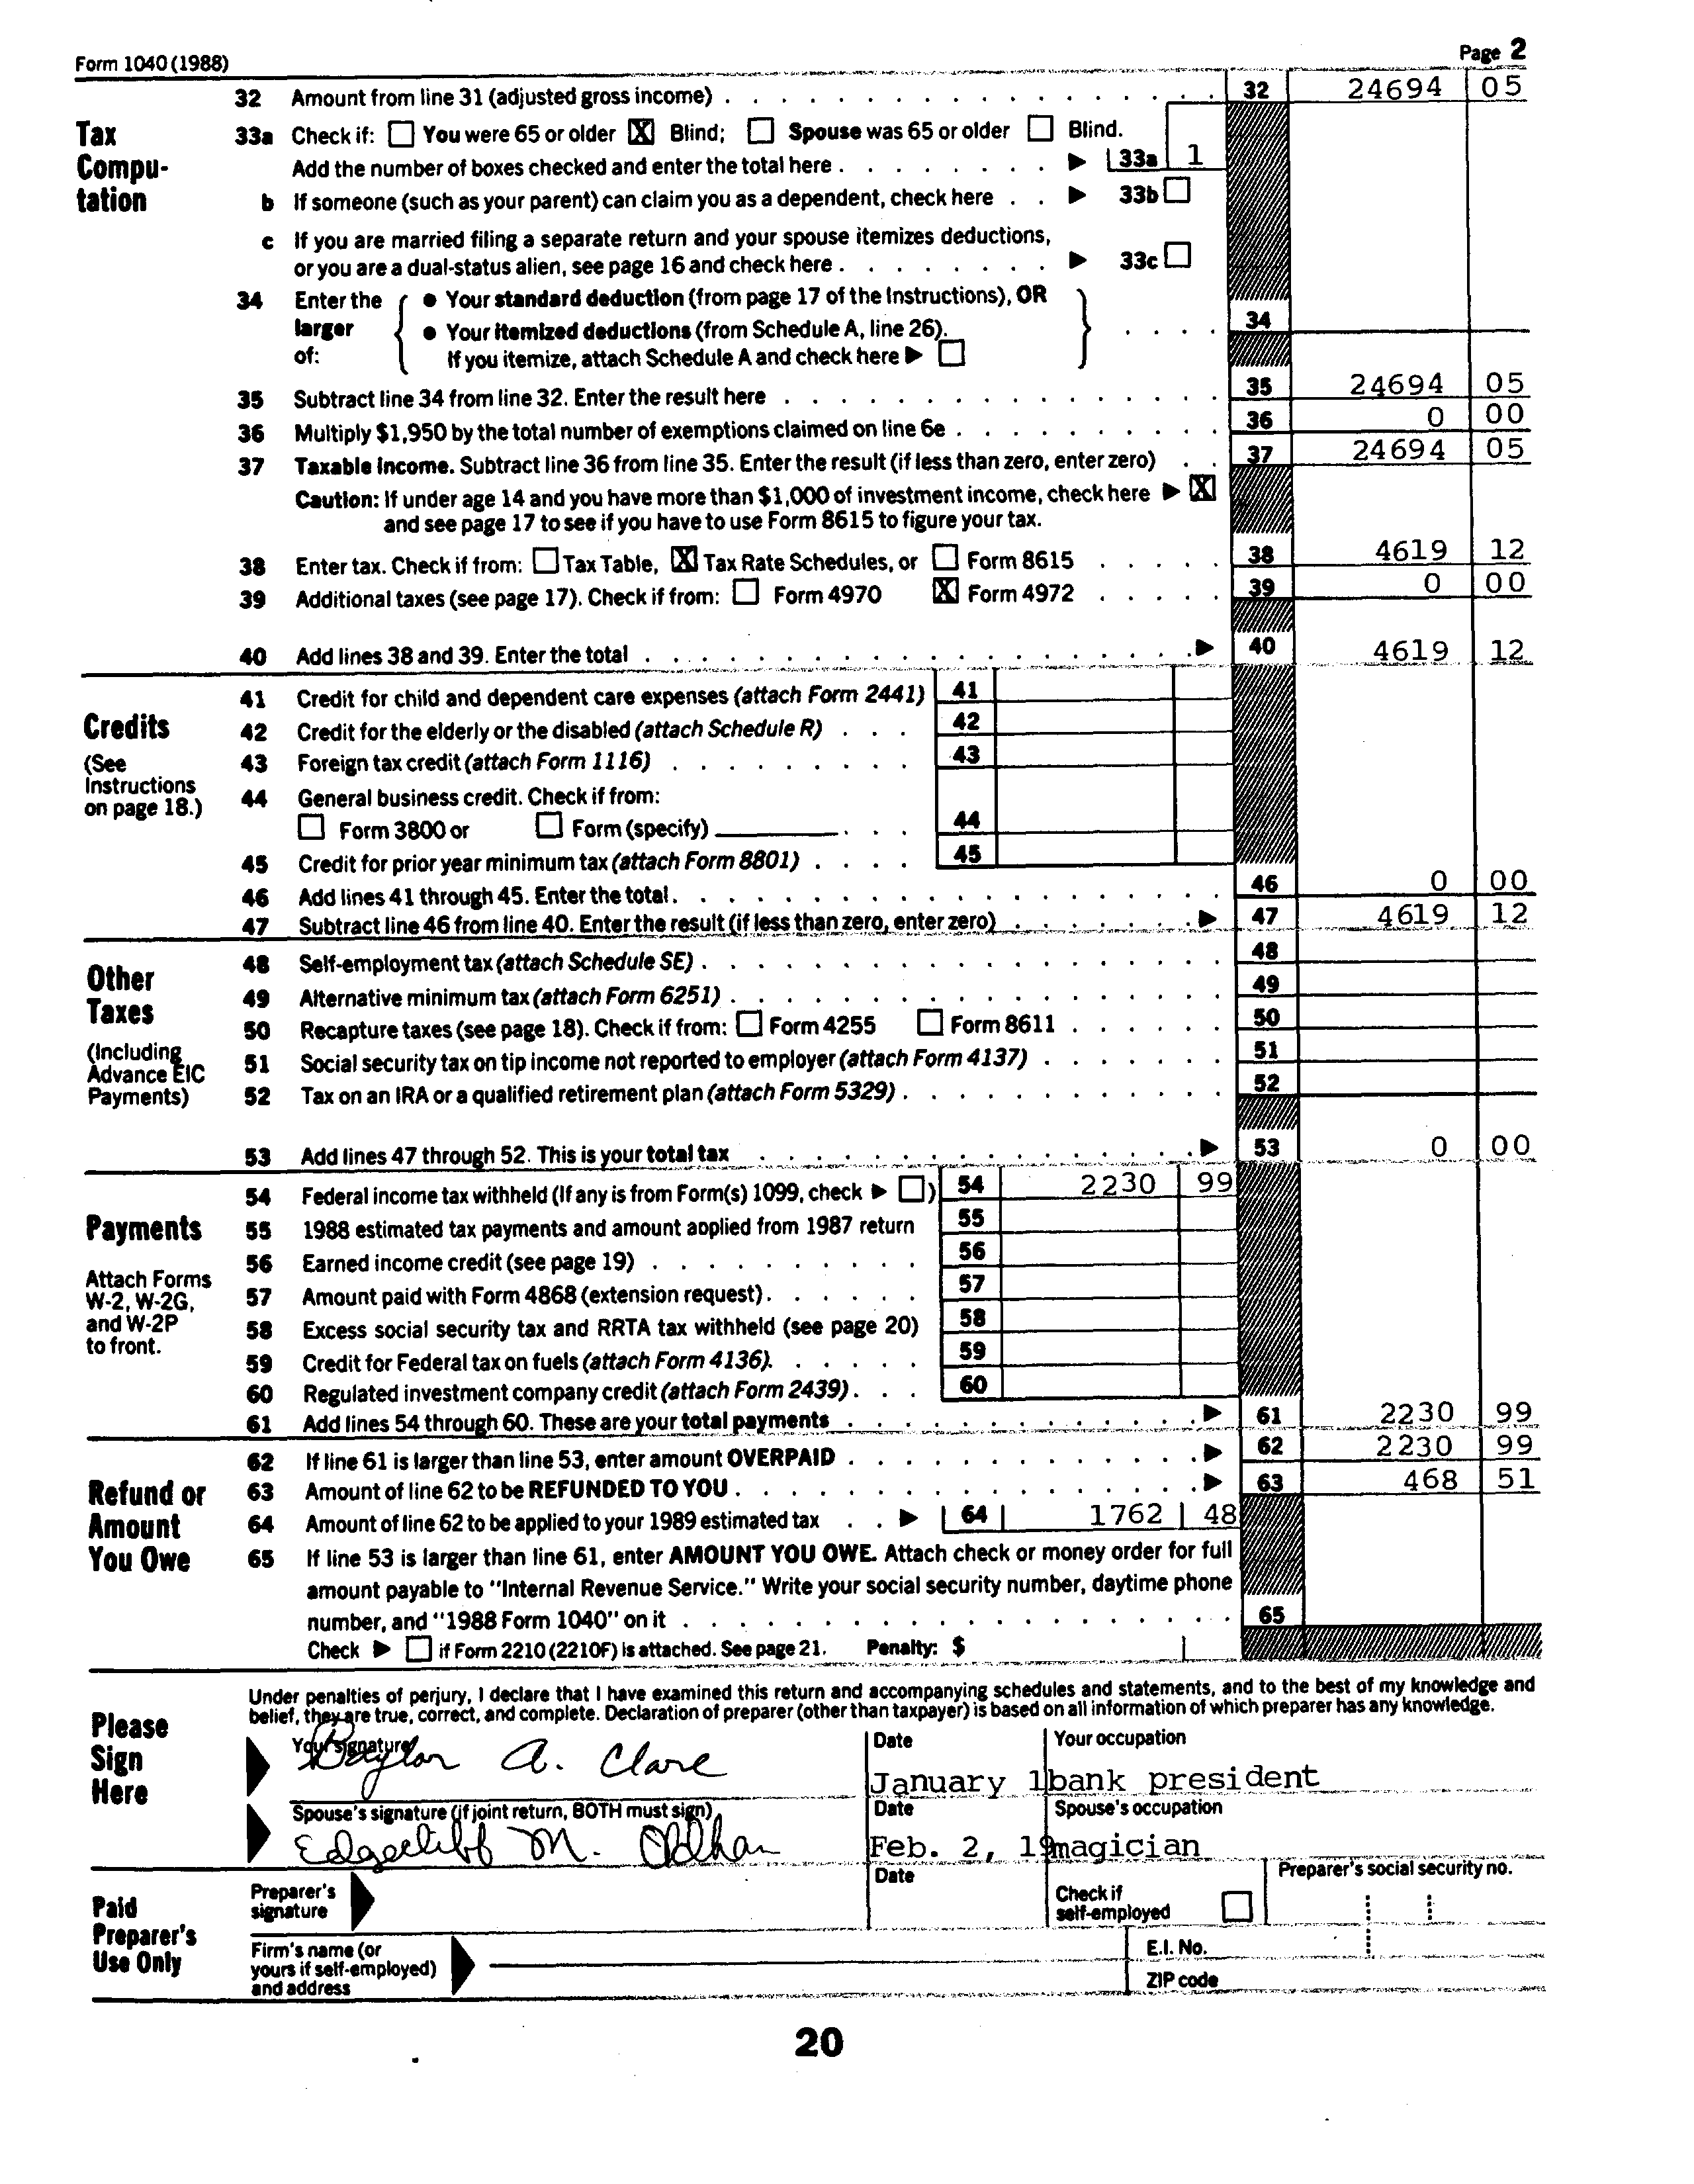 Form 1040 (1988) Page 2
Tax Compu-tation
32 Amount from line 31 (adjusted gross income) 32 24694 05
33a Check if: You were 65 or older X Blind; Spouse was 65 or older Blind.
Add the number of boxes checked and enter the total here 33a 1
b If someone (such as your parent) can claim you as a dependent, check here 33b
c If you are married filing a separate return and your spouse itemizes deductions,
or you are a dual-status alien, see page 16 and check here 33c
34 Enter the larger of: • Your standard deduction (from page 17 of the Instructions), OR
• Your itemized deductions (from Schedule A, line 26). 34
If you itemize, attach Schedule A and check here
35 Subtract line 34 from line 32. Enter the result here 35 24694 05
36 Multiply $1,950 by the total number of exemptions claimed on line 6e 36 0 00
37 Taxable income. Subtract line 36 from line 35. Enter the result (if less than zero, enter zero) 37 24694 05
Caution: If under age 14 and you have more than $1,000 of investment income, check here X
and see page 17 to see if you have to use Form 8615 to figure your tax.
38 Enter tax. Check if from: Tax Table, X Tax Rate Schedules, or Form 8615 38 4619 12
39 Additional taxes (see page 17). Check if from: Form 4970 X Form 4972 39 0 00
40 Add lines 38 and 39. Enter the total 40 4619 12
Credits
(See Instructions on page 18.)
41 Credit for child and dependent care expenses (attach Form 2441) 41
42 Credit for the elderly or the disabled (attach Schedule R) 42
43 Foreign tax credit (attach Form 1116) 43
44 General business credit. Check if from:
Form 3800 or Form (specify) 44
45 Credit for prior year minimum tax (attach Form 8801) 45
46 Add lines 41 through 45. Enter the total 46 0 00
47 Subtract line 46 from line 40. Enter the result (if less than zero, enter zero) 47 4619 12
Other Taxes
(Including Advance EIC Payments)
48 Self-employment tax (attach Schedule SE) 48
49 Alternative minimum tax (attach Form 6251) 49
50 Recapture taxes (see page 18). Check if from: Form 4255 Form 8611 50
51 Social security tax on tip income not reported to employer (attach Form 4137) 51
52 Tax on an IRA or a qualified retirement plan (attach Form 5329) 52
53 Add lines 47 through 52. This is your total tax 53 0 00
Payments
Attach Forms W-2, W-2G, and W-2P to front.
54 Federal income tax withheld (If any is from Form(s) 1099, check ) 54 2230 99
55 1988 estimated tax payments and amount applied from 1987 return 55
56 Earned income credit (see page 19) 56
57 Amount paid with Form 4868 (extension request) 57
58 Excess social security tax and RRTA tax withheld (see page 20) 58
59 Credit for Federal tax on fuels (attach Form 4136) 59
60 Regulated investment company credit (attach Form 2439) 60
61 Add lines 54 through 60. These are your total payments 61 2230 99
Refund or Amount You Owe
62 If line 61 is larger than line 53, enter amount OVERPAID 62 2230 99
63 Amount of line 62 to be REFUNDED TO YOU 63 468 51
64 Amount of line 62 to be applied to your 1989 estimated tax 64 1762 48
65 If line 53 is larger than line 61, enter AMOUNT YOU OWE. Attach check or money order for full
amount payable to "Internal Revenue Service." Write your social security number, daytime phone
number, and "1988 Form 1040" on it 65
Check if Form 2210 (2210F) is attached. See page 21. Penalty: $
Please Sign Here
Under penalties of perjury, I declare that I have examined this return and accompanying schedules and statements, and to the best of my knowledge and
belief, they are true, correct, and complete. Declaration of preparer (other than taxpayer) is based on all information of which preparer has any knowledge.
Your signature Date Your occupation
Baylor A. Clare January 1 bank president
Spouse's signature (if joint return, BOTH must sign) Date Spouse's occupation
Edgecliff M. Oldhan Feb. 2, 19 magician
Paid Preparer's Use Only
Preparer's signature Date Check if self-employed Preparer's social security no.
Firm's name (or yours if self-employed) and address E.I. No.
ZIP code
20